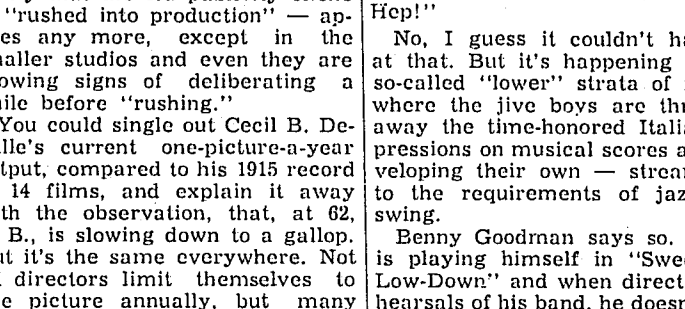 "rushed into production" — ap-
es any more, except in the
aller studios and even they are
owing signs of deliberating a
ile before "rushing."
You could single out Cecil B. De-
lle's current one-picture-a-year
tput, compared to his 1915 record
14 films, and explain it away
th the observation, that, at 62,
B., is slowing down to a gallop.
ut it's the same everywhere. Not
directors limit themselves to
e picture annually, but many
Hep!"
No, I guess it couldn't ha
at that. But it's happening
so-called "lower" strata of
where the jive boys are thr
away the time-honored Itali
pressions on musical scores a
veloping their own — strea
to the requirements of jaz
swing.
Benny Goodman says so.
is playing himself in "Swe
Low-Down" and when direct
hearsals of his band, he doesn